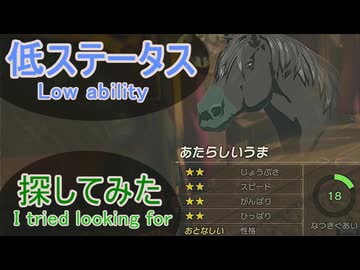 低ステータス
Low ability
探してみた
I tried looking for
あたらしいうま
★★ じょうぶさ
★★ スピード
★★ がんばり
★★ ひっぱり
おとなしい 性格
18
なつきぐあい